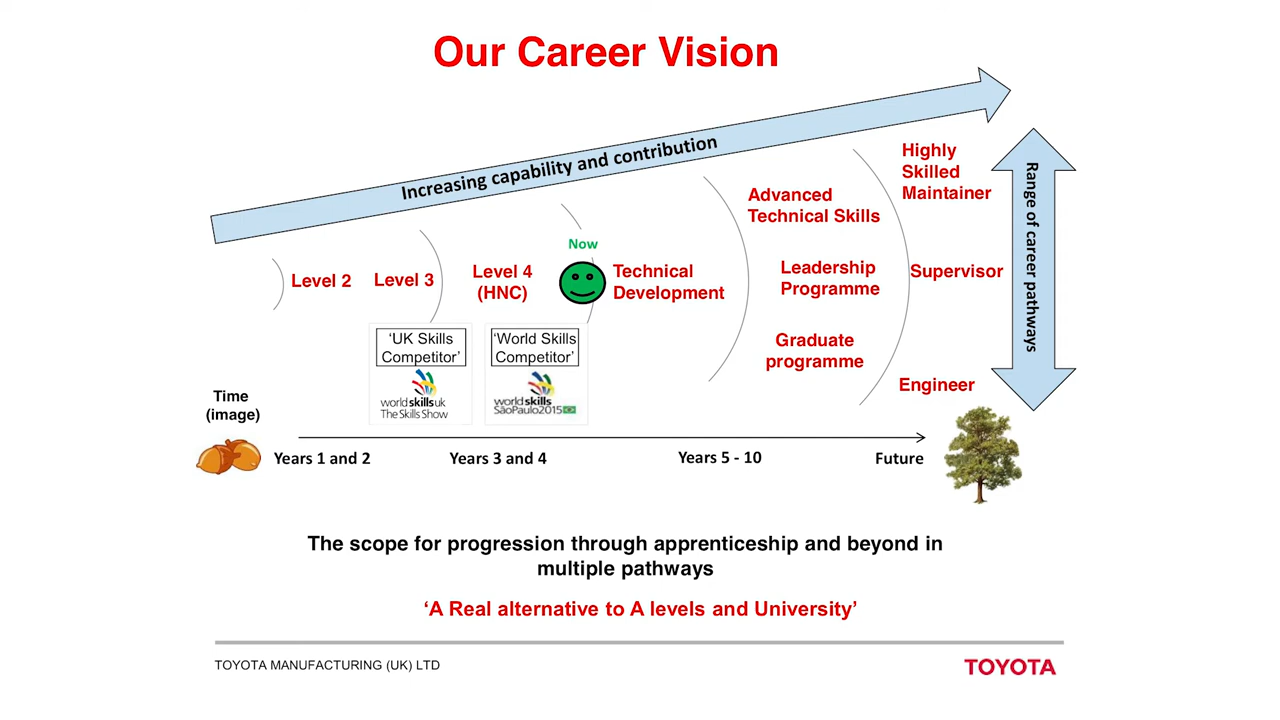 Our Career Vision
Increasing capability and contribution
Range of career pathways
Highly
Skilled
Maintainer
Advanced
Technical Skills
Now
Level 2
Level 3
Level 4
(HNC)
Technical
Development
Leadership
Programme
Supervisor
Graduate
programme
Engineer
‘UK Skills
Competitor’
worldskillsuk
The Skills Show
‘World Skills
Competitor’
worldskills
SãoPaulo2015
Time
(image)
Years 1 and 2
Years 3 and 4
Years 5 - 10
Future
The scope for progression through apprenticeship and beyond in
multiple pathways
‘A Real alternative to A levels and University’
TOYOTA MANUFACTURING (UK) LTD
TOYOTA